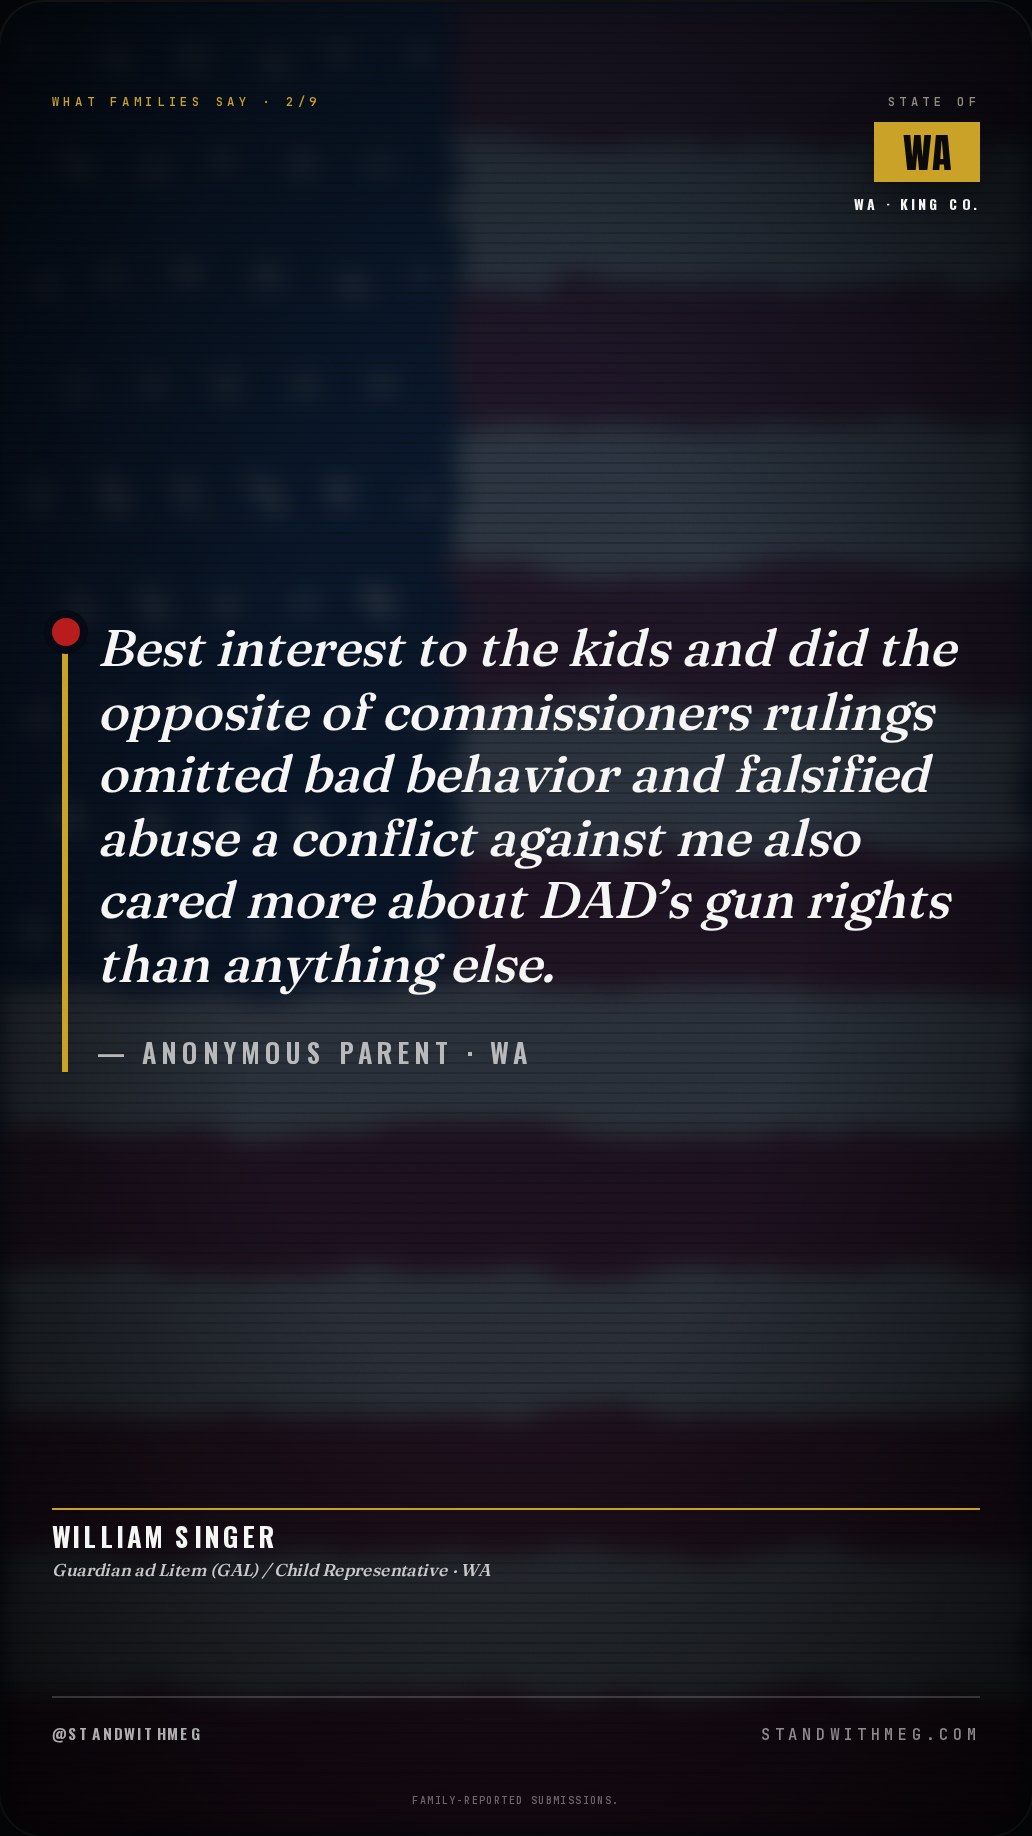 WHAT FAMILIES SAY · 2/9
STATE OF
WA
WA · KING CO.
Best interest to the kids and did the
opposite of commissioners rulings
omitted bad behavior and falsified
abuse a conflict against me also
cared more about DAD’s gun rights
than anything else.
— ANONYMOUS PARENT · WA
WILLIAM SINGER
Guardian ad Litem (GAL) / Child Representative · WA
@STANDWITHMEG
STANDWITHMEG.COM
FAMILY-REPORTED SUBMISSIONS.